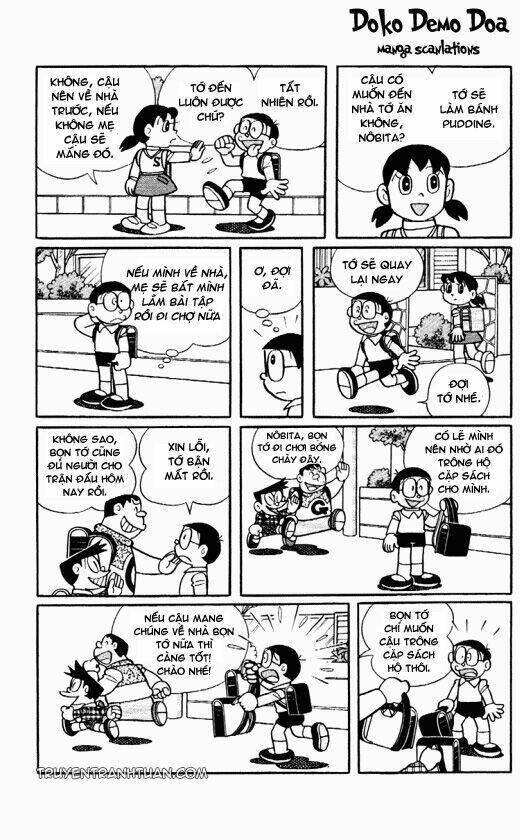 DOKO DEMO DOA
MANGA SCANLATIONS
TỚ SẼ
LÀM BÁNH
PUDDING.
CẬU CÓ
MUỐN ĐẾN
NHÀ TỚ ĂN
KHÔNG,
NÔBITA?
TẤT
NHIÊN RỒI.
TỚ ĐẾN
LUÔN ĐƯỢC
CHỨ?
KHÔNG, CẬU
NÊN VỀ NHÀ
TRƯỚC, NẾU
KHÔNG MẸ
CẬU SẼ
MẮNG ĐÓ.
TỚ SẼ QUAY
LẠI NGAY
ĐỢI
TỚ NHÉ.
Ơ, ĐỢI
ĐÃ.
NẾU MÌNH VỀ NHÀ,
MẸ SẼ BẮT MÌNH
LÀM BÀI TẬP
RỒI ĐI CHỢ NỮA
CÓ LẼ MÌNH
NÊN NHỜ AI ĐÓ
TRÔNG HỘ
CẶP SÁCH
CHO MÌNH.
NÔBITA, BỌN
TỚ ĐI CHƠI BÓNG
CHÀY ĐÂY.
G
XIN LỖI,
TỚ BẬN
MẤT RỒI.
KHÔNG SAO,
BỌN TỚ CŨNG
ĐỦ NGƯỜI CHO
TRẬN ĐẤU HÔM
NAY RỒI.
BỌN TỚ
CHỈ MUỐN
CẬU TRÔNG
CẶP SÁCH
HỘ THÔI.
NẾU CẬU MANG
CHÚNG VỀ NHÀ BỌN
TỚ NỮA THÌ
CÀNG TỐT!
CHÀO NHÉ!
TRUYENTRANHTUAN.COM